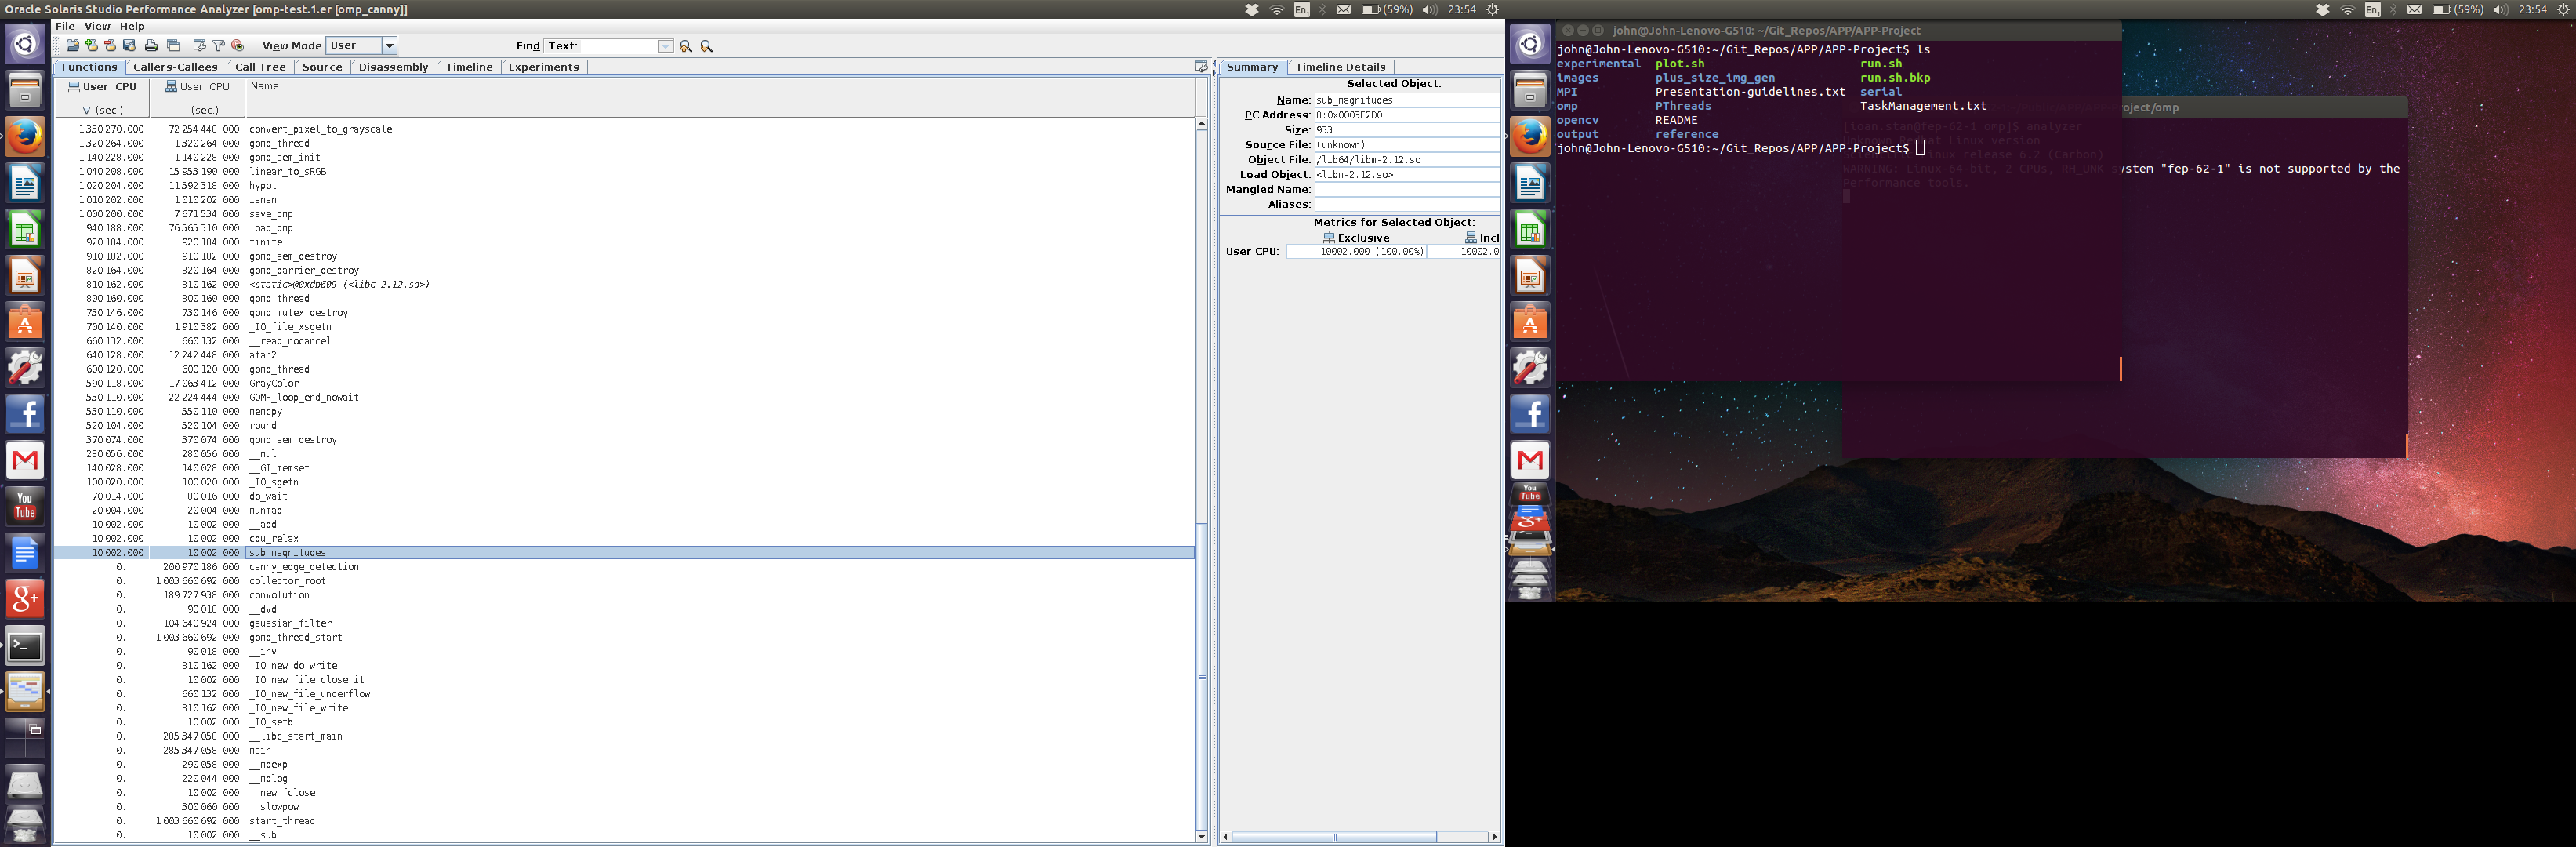 Oracle Solaris Studio Performance Analyzer [omp-test.1.er [omp_canny]]
En1 (59%) 23:54
File View Help
View Mode User Find Text:
Functions Callers-Callees Call Tree Source Disassembly Timeline Experiments
User CPU User CPU Name
(sec.) (sec.)
1 350 270.000 72 254 448.000 convert_pixel_to_grayscale
1 320 264.000 1 320 264.000 gomp_thread
1 140 228.000 1 140 228.000 gomp_sem_init
1 040 208.000 15 953 190.000 linear_to_sRGB
1 020 204.000 11 592 318.000 hypot
1 010 202.000 1 010 202.000 isnan
1 000 200.000 7 671 534.000 save_bmp
940 188.000 76 565 310.000 load_bmp
920 184.000 920 184.000 finite
910 182.000 910 182.000 gomp_sem_destroy
820 164.000 820 164.000 gomp_barrier_destroy
810 162.000 810 162.000 <static>@0xdb609 (<libc-2.12.so>)
800 160.000 800 160.000 gomp_thread
730 146.000 730 146.000 gomp_mutex_destroy
700 140.000 1 910 382.000 _IO_file_xsgetn
660 132.000 660 132.000 __read_nocancel
640 128.000 12 242 448.000 atan2
600 120.000 600 120.000 gomp_thread
590 118.000 17 063 412.000 GrayColor
550 110.000 22 224 444.000 GOMP_loop_end_nowait
550 110.000 550 110.000 memcpy
520 104.000 520 104.000 round
370 074.000 370 074.000 gomp_sem_destroy
280 056.000 280 056.000 __mul
140 028.000 140 028.000 __GI_memset
100 020.000 100 020.000 _IO_sgetn
70 014.000 80 016.000 do_wait
20 004.000 20 004.000 munmap
10 002.000 10 002.000 __add
10 002.000 10 002.000 cpu_relax
10 002.000 10 002.000 sub_magnitudes
0. 200 970 186.000 canny_edge_detection
0. 1 003 660 692.000 collector_root
0. 189 727 938.000 convolution
0. 90 018.000 __dvd
0. 104 640 924.000 gaussian_filter
0. 1 003 660 692.000 gomp_thread_start
0. 90 018.000 __inv
0. 810 162.000 _IO_new_do_write
0. 10 002.000 _IO_new_file_close_it
0. 660 132.000 _IO_new_file_underflow
0. 810 162.000 _IO_new_file_write
0. 10 002.000 _IO_setb
0. 285 347 058.000 __libc_start_main
0. 285 347 058.000 main
0. 290 058.000 __mpexp
0. 220 044.000 __mplog
0. 10 002.000 __new_fclose
0. 300 060.000 __slowpow
0. 1 003 660 692.000 start_thread
0. 10 002.000 __sub
Summary Timeline Details
Selected Object:
Name: sub_magnitudes
PC Address: 8:0x0003F2D0
Size: 933
Source File: (unknown)
Object File: /lib64/libm-2.12.so
Load Object: <libm-2.12.so>
Mangled Name:
Aliases:
Metrics for Selected Object:
Exclusive Incl
User CPU: 10002.000 (100.00%) 10002.0
En1 (59%) 23:54
john@John-Lenovo-G510: ~/Git_Repos/APP/APP-Project
john@John-Lenovo-G510:~/Git_Repos/APP/APP-Project$ ls
experimental plot.sh run.sh
images plus_size_img_gen run.sh.bkp
MPI Presentation-guidelines.txt serial
omp PThreads TaskManagement.txt
opencv README
output reference
john@John-Lenovo-G510:~/Git_Repos/APP/APP-Project$
oject/omp
[ioan.stan@fep-62-1 omp]$ analyzer
Linux version
Linux release 6.2 (Carbon)
WARNING: Linux-64-bit, 2 CPUs, RH_UNK system "fep-62-1" is not supported by the
Performance tools.
You
Tube
You
Tube